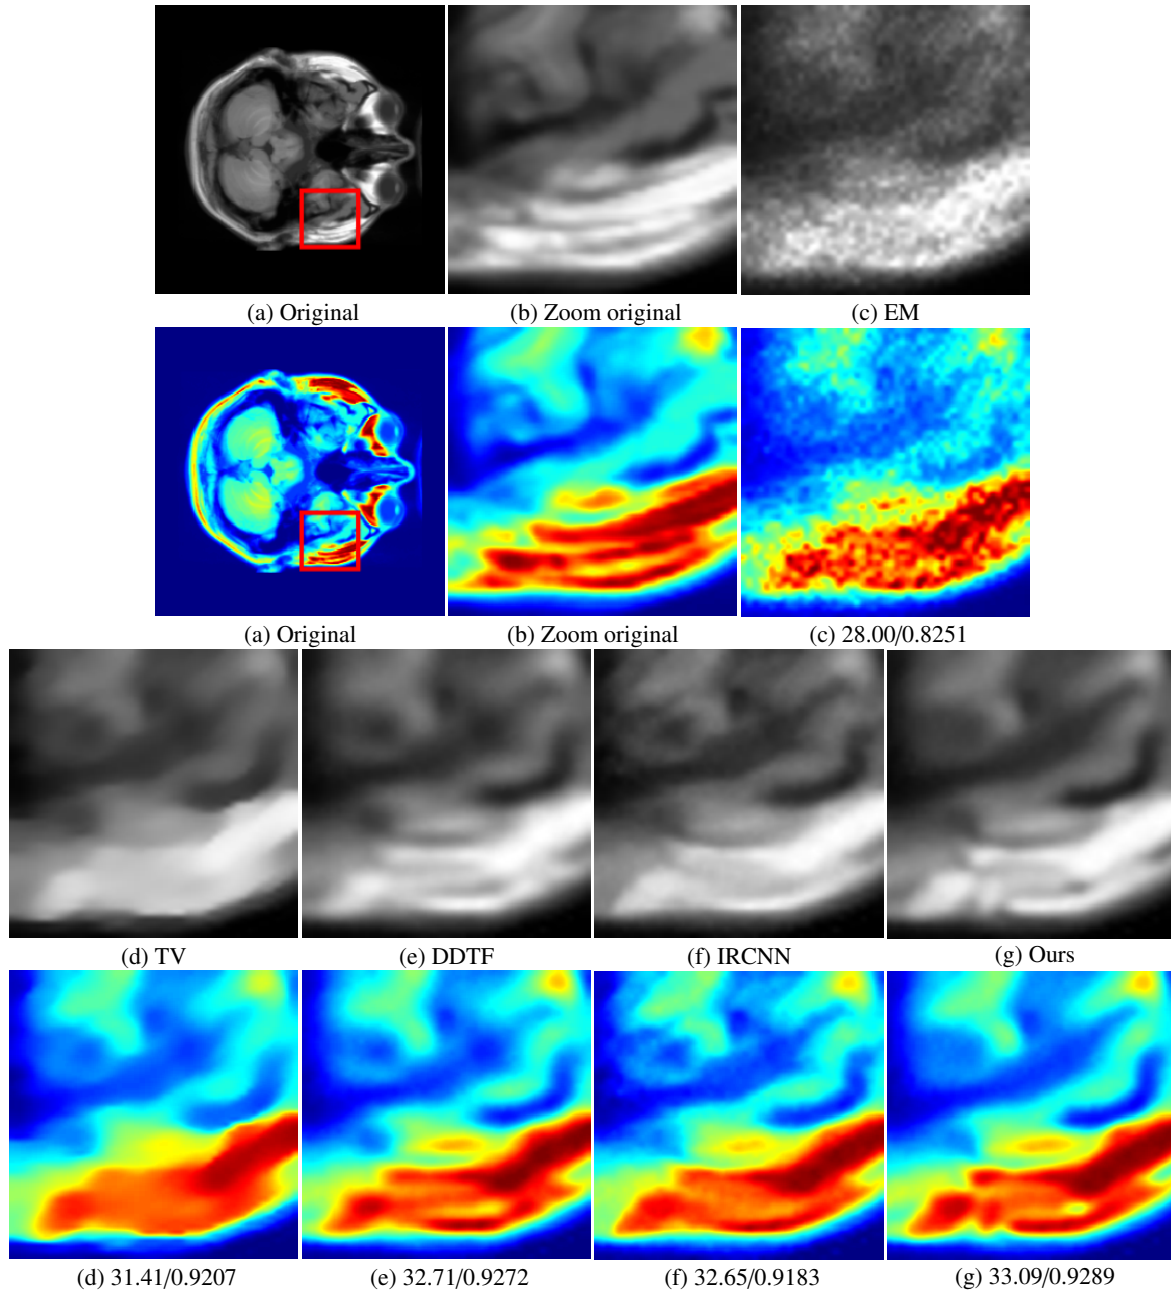 (a) Original
(b) Zoom original
(c) EM
(a) Original
(b) Zoom original
(c) 28.00/0.8251
(d) TV
(e) DDTF
(f) IRCNN
(g) Ours
(d) 31.41/0.9207
(e) 32.71/0.9272
(f) 32.65/0.9183
(g) 33.09/0.9289